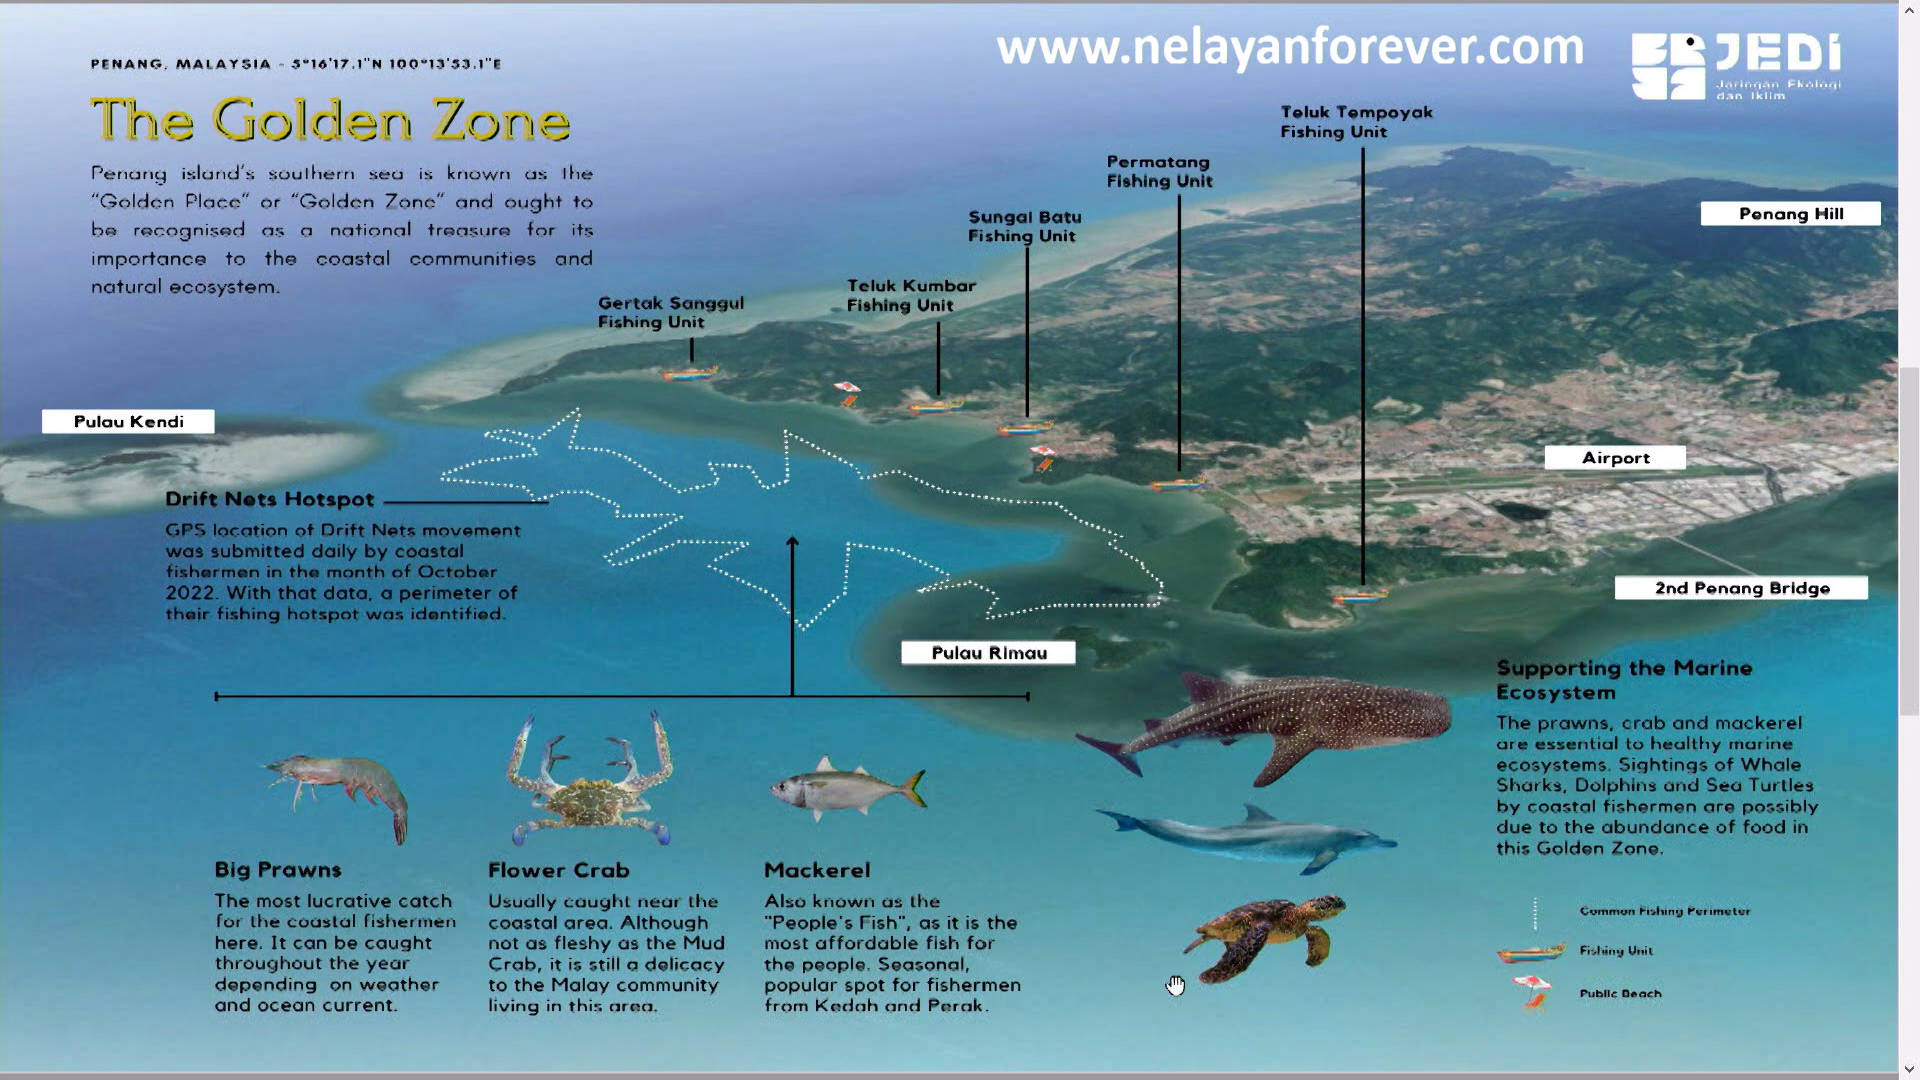 www.nelayanforever.com
JEDI
Jaringan Ekologi
dan Iklim
PENANG, MALAYSIA - 5°16'17.1"N 100°13'53.1"E
The Golden Zone
Penang island's southern sea is known as the
"Golden Place" or "Golden Zone" and ought to
be recognised as a national treasure for its
importance to the coastal communities and
natural ecosystem.
Teluk Tempoyak
Fishing Unit
Permatang
Fishing Unit
Sungai Batu
Fishing Unit
Teluk Kumbar
Fishing Unit
Gertak Sanggul
Fishing Unit
Penang Hill
Pulau Kendi
Airport
2nd Penang Bridge
Pulau Rimau
Drift Nets Hotspot
GPS location of Drift Nets movement
was submitted daily by coastal
fishermen in the month of October
2022. With that data, a perimeter of
their fishing hotspot was identified.
Big Prawns
The most lucrative catch
for the coastal fishermen
here. It can be caught
throughout the year
depending on weather
and ocean current.
Flower Crab
Usually caught near the
coastal area. Although
not as fleshy as the Mud
Crab, it is still a delicacy
to the Malay community
living in this area.
Mackerel
Also known as the
"People's Fish", as it is the
most affordable fish for
the people. Seasonal,
popular spot for fishermen
from Kedah and Perak.
Supporting the Marine
Ecosystem
The prawns, crab and mackerel
are essential to healthy marine
ecosystems. Sightings of Whale
Sharks, Dolphins and Sea Turtles
by coastal fishermen are possibly
due to the abundance of food in
this Golden Zone.
Common Fishing Perimeter
Fishing Unit
Public Beach